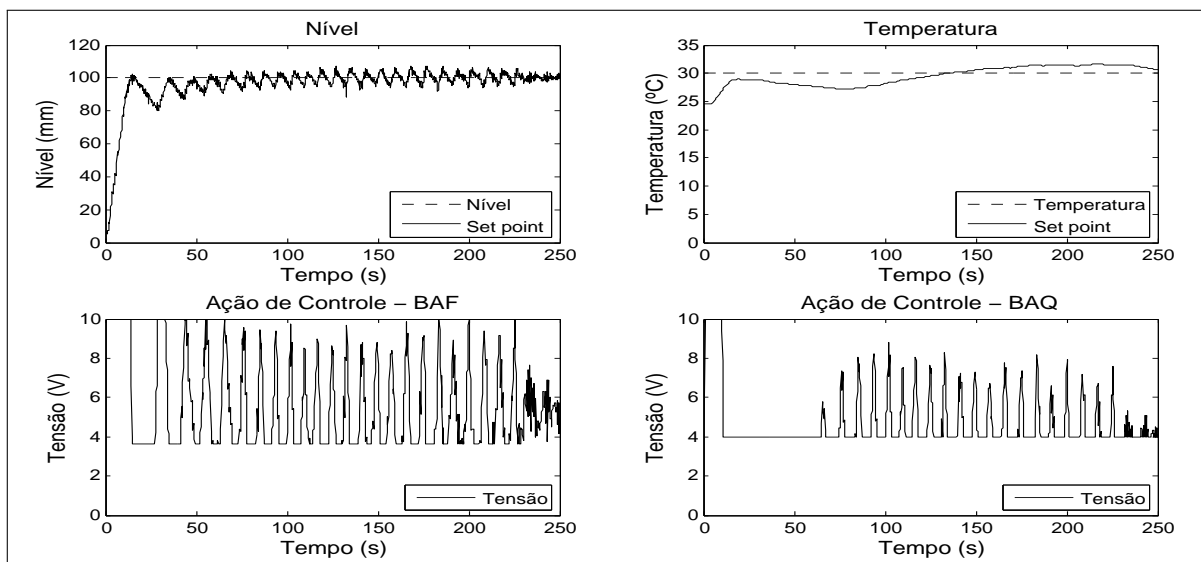 Nível
120
100
80
60
40
20
0
Nível (mm)
0 50 100 150 200 250
Tempo (s)
Nível
Set point
Temperatura
35
30
25
20
15
10
5
0
Temperatura (ºC)
0 50 100 150 200 250
Tempo (s)
Temperatura
Set point
Ação de Controle – BAF
10
8
6
4
2
0
Tensão (V)
0 50 100 150 200 250
Tempo (s)
Tensão
Ação de Controle – BAQ
10
8
6
4
2
0
Tensão (V)
0 50 100 150 200 250
Tempo (s)
Tensão